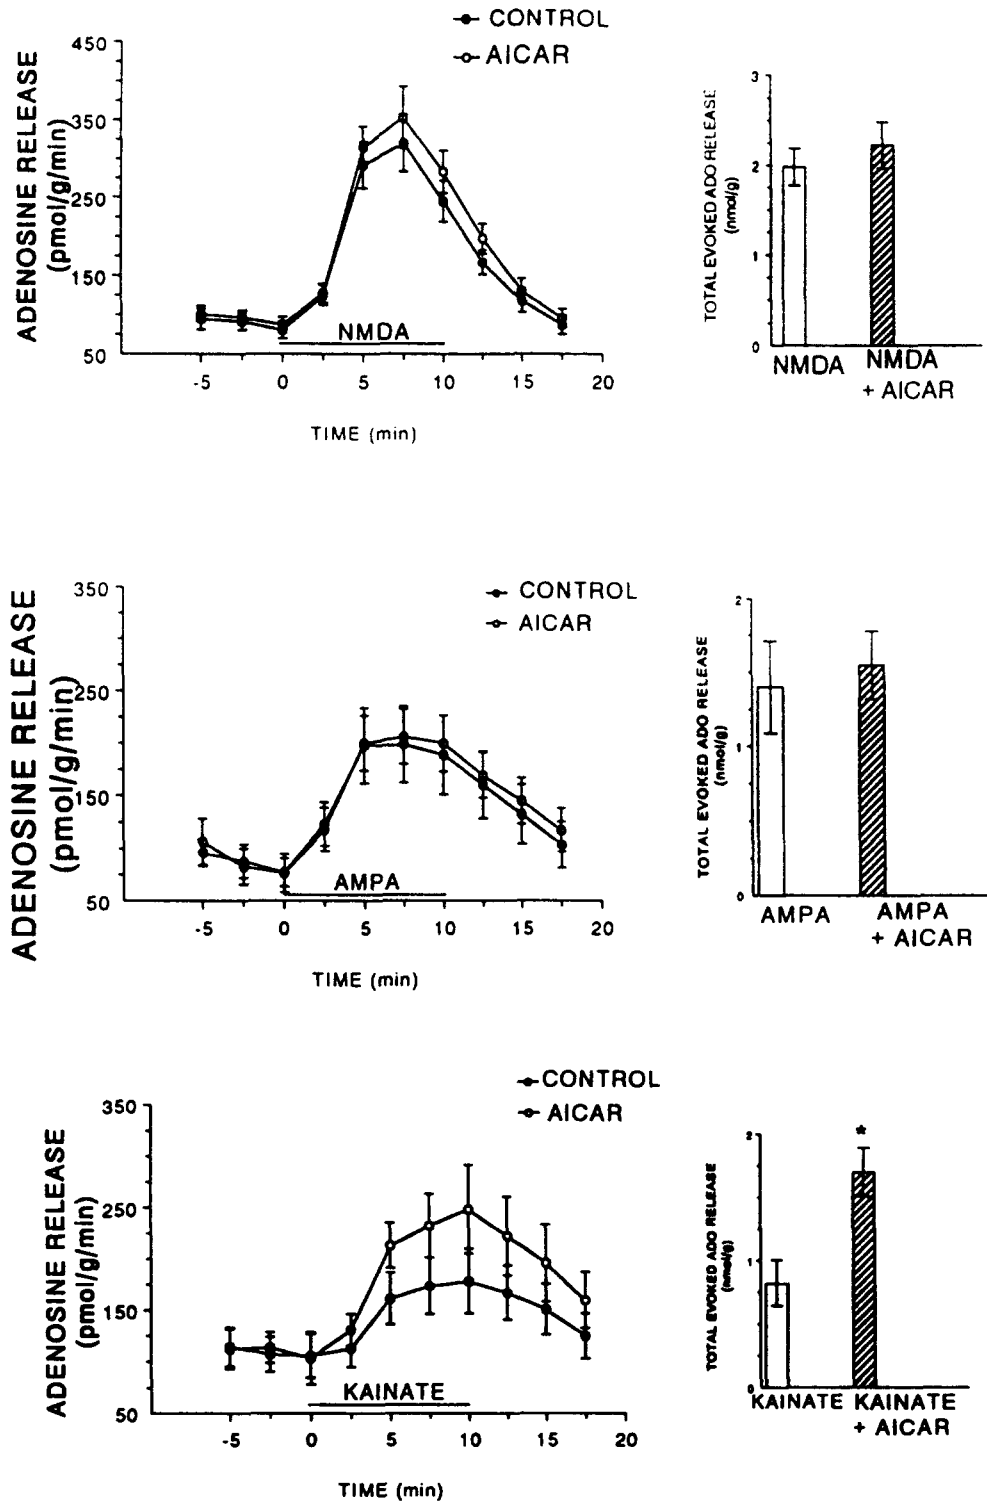 CONTROL
AICAR
ADENOSINE RELEASE
(pmol/g/min)
450
350
250
150
50
NMDA
-5 0 5 10 15 20
TIME (min)
TOTAL EVOKED ADO RELEASE
(nmol/g)
3
2
1
0
NMDA NMDA
+ AICAR
CONTROL
AICAR
ADENOSINE RELEASE
(pmol/g/min)
350
250
150
50
AMPA
-5 0 5 10 15 20
TIME (min)
TOTAL EVOKED ADO RELEASE
(nmol/g)
2
1
0
AMPA AMPA
+ AICAR
CONTROL
AICAR
ADENOSINE RELEASE
(pmol/g/min)
350
250
150
50
KAINATE
-5 0 5 10 15 20
TIME (min)
TOTAL EVOKED ADO RELEASE
(nmol/g)
2
1
0
*
KAINATE KAINATE
+ AICAR